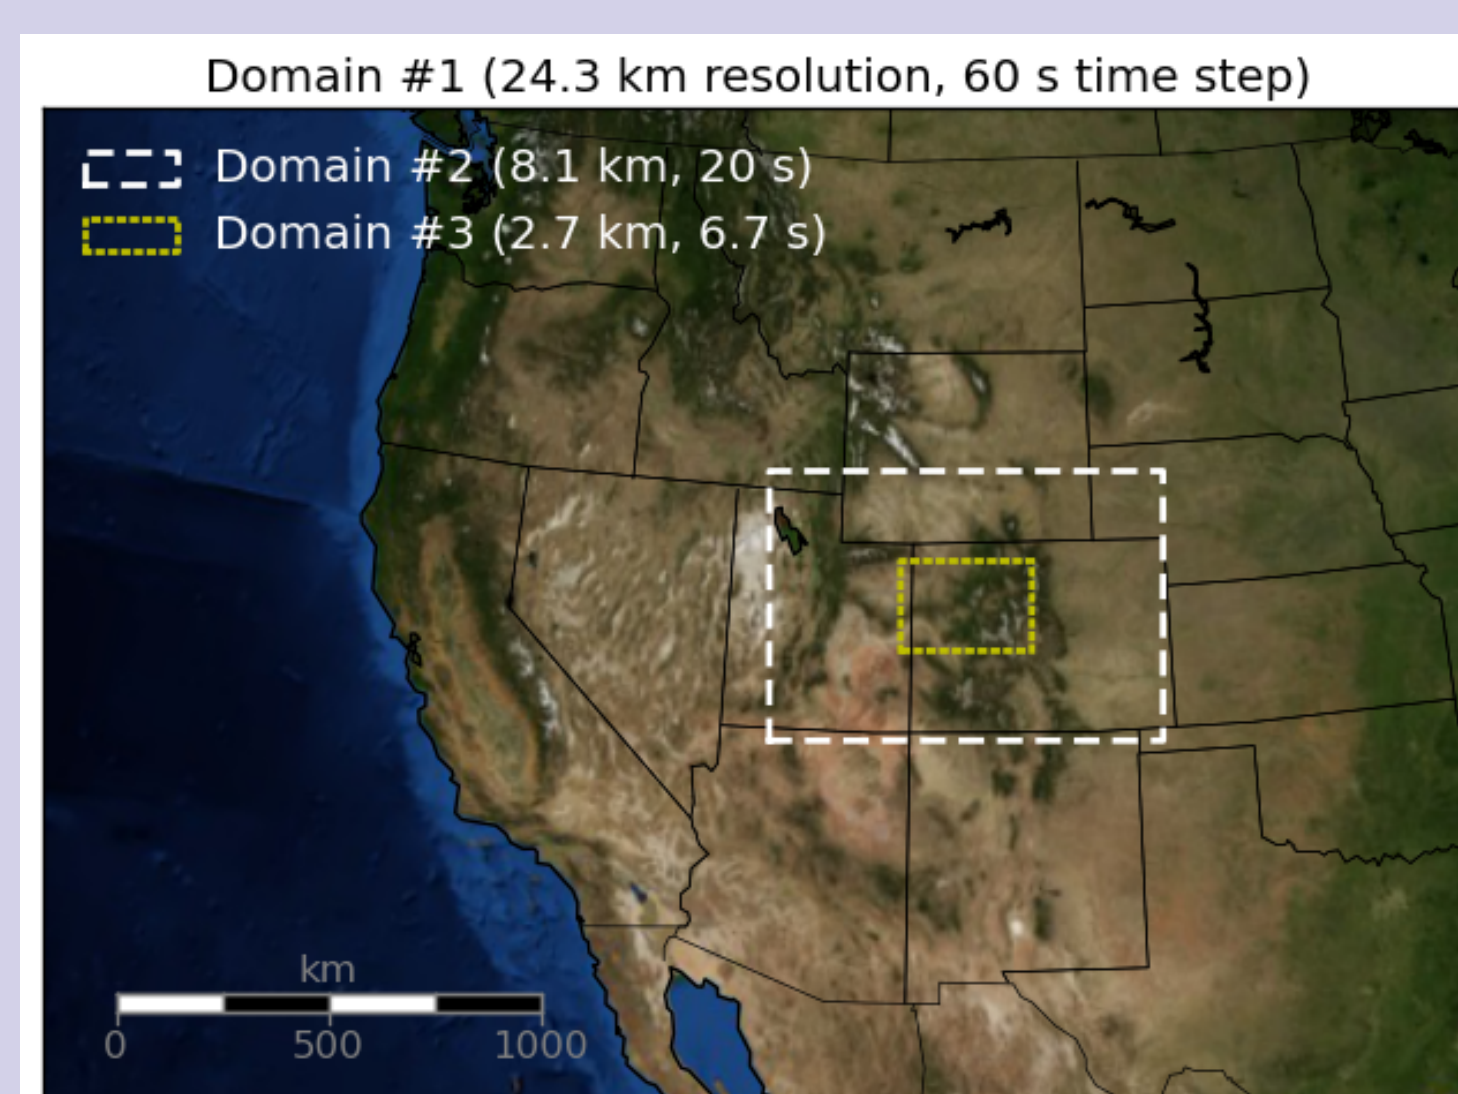 Domain #1 (24.3 km resolution, 60 s time step)
Domain #2 (8.1 km, 20 s)
Domain #3 (2.7 km, 6.7 s)
km
0 500 1000